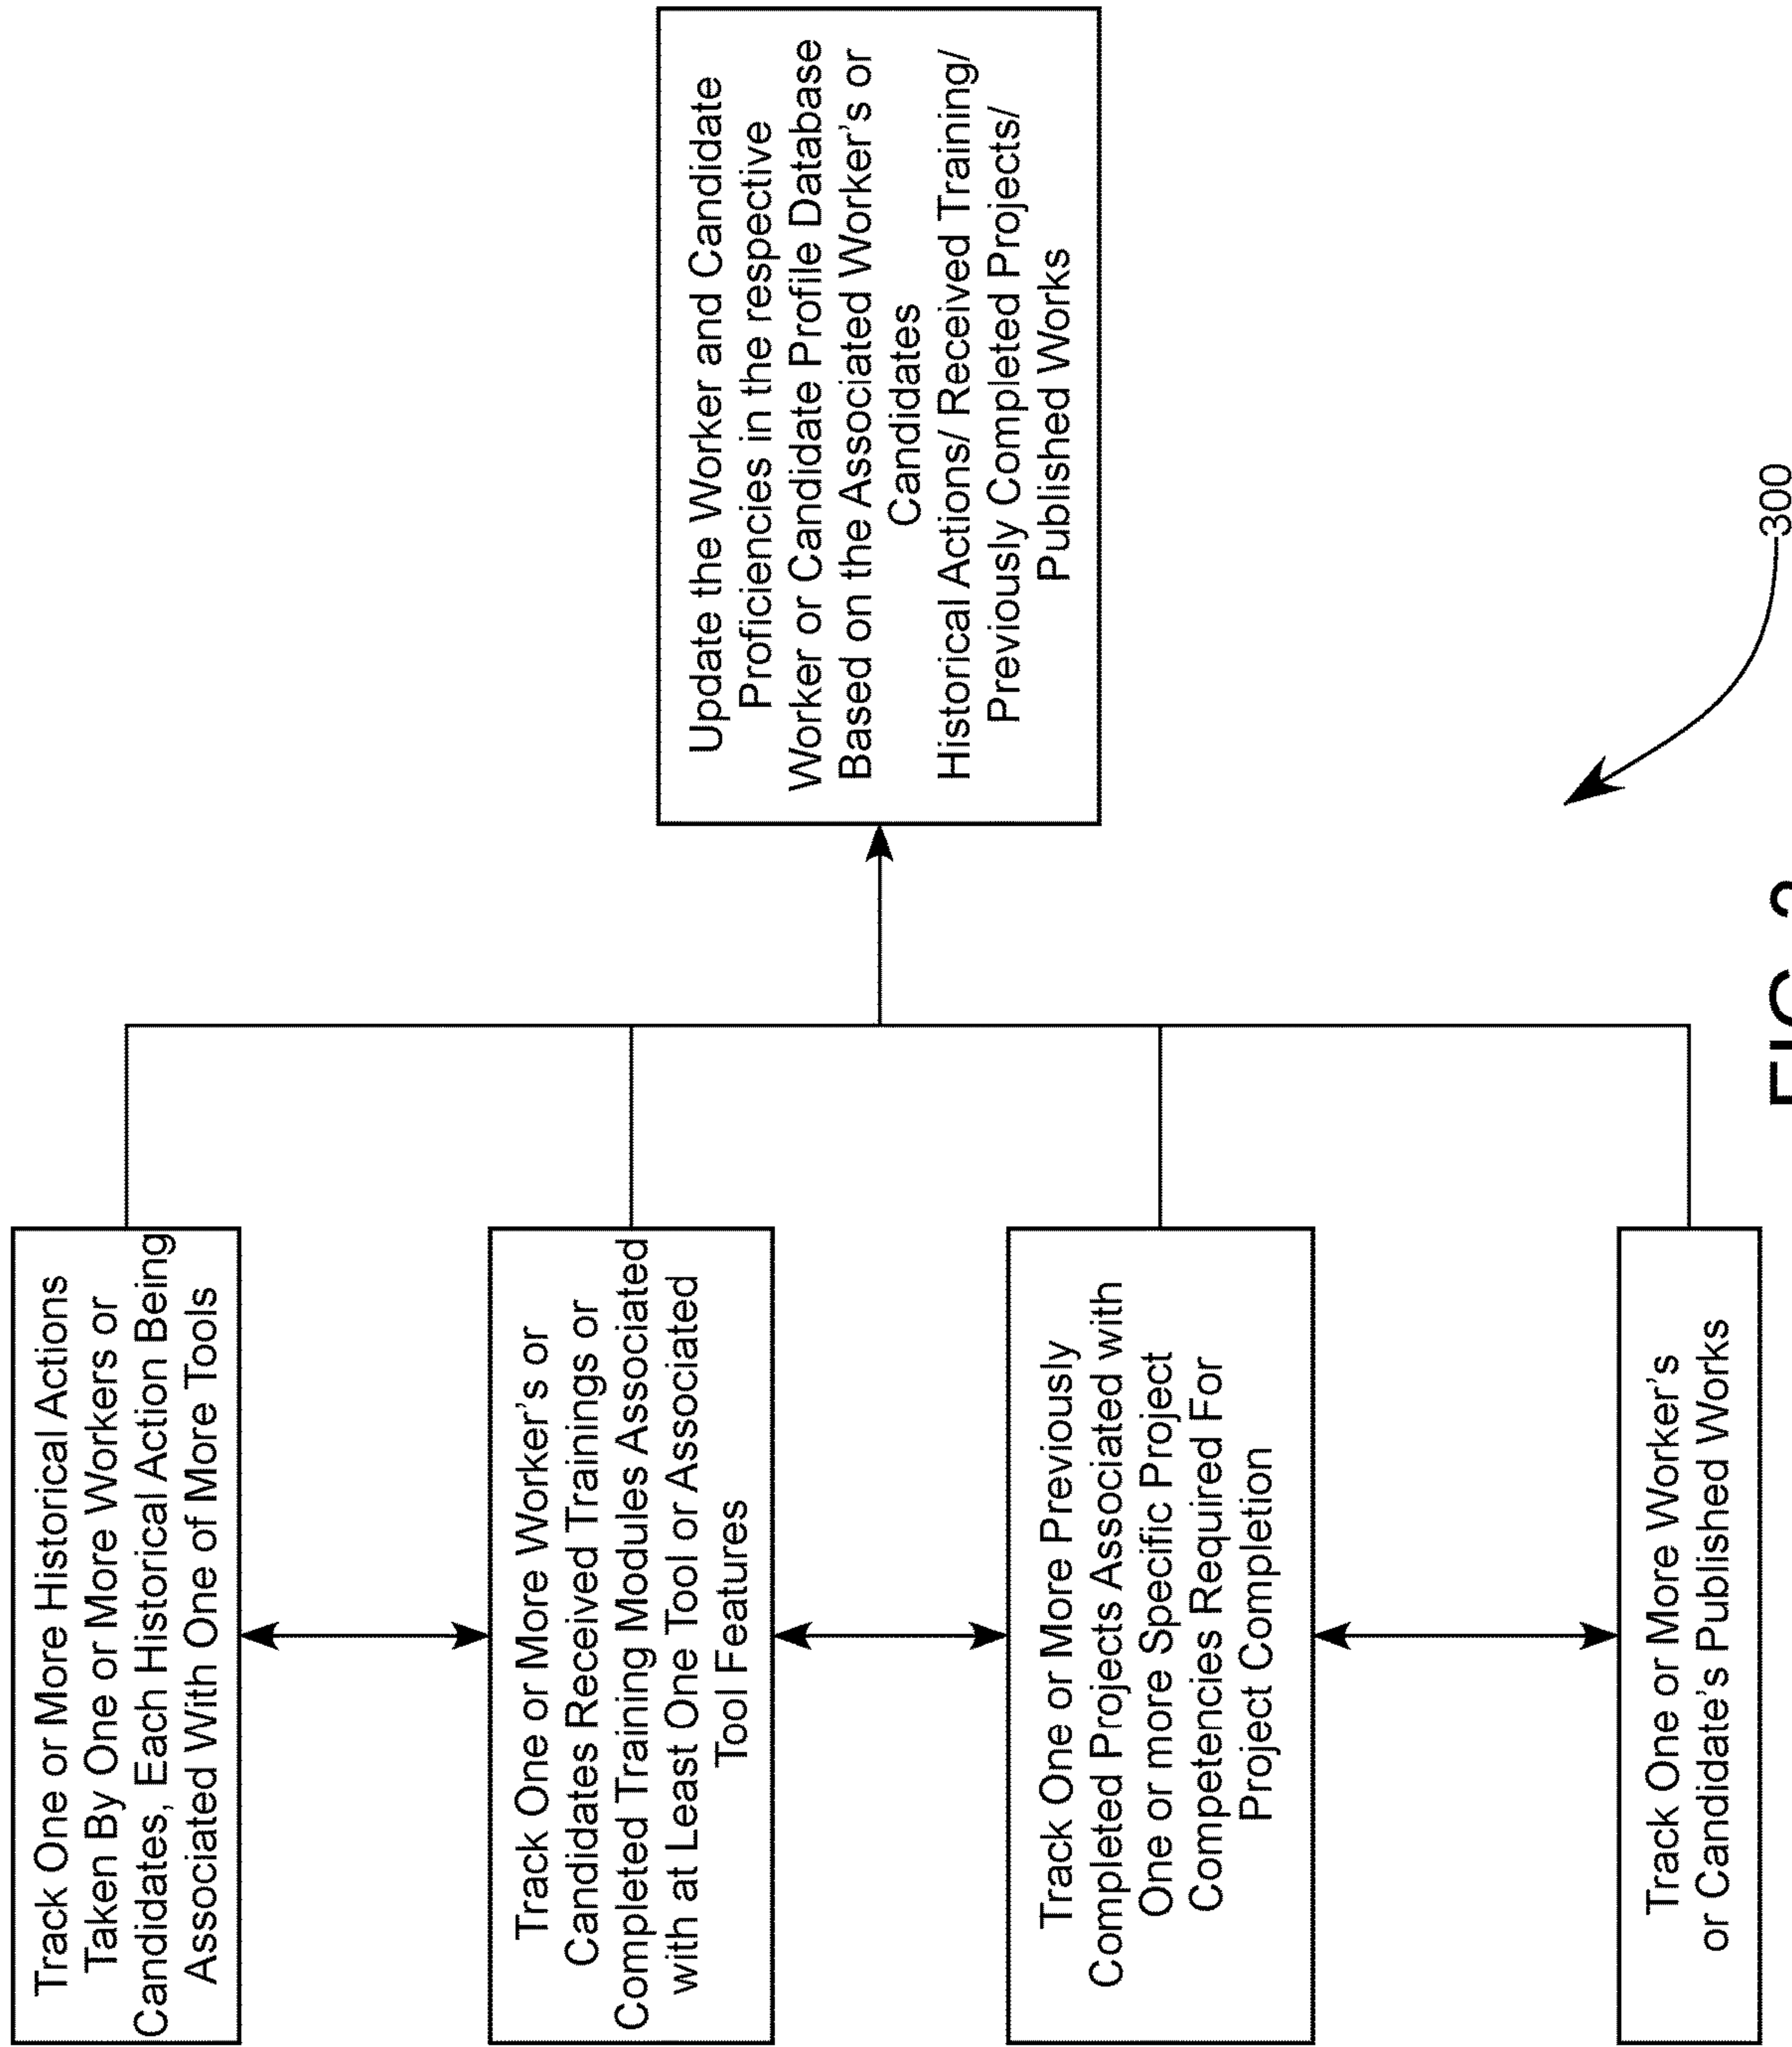 Track One or More Historical Actions
Taken By One or More Workers or
Candidates, Each Historical Action Being
Associated With One of More Tools
Track One or More Worker's or
Candidates Received Trainings or
Completed Training Modules Associated
with at Least One Tool or Associated
Tool Features
Track One or More Previously
Completed Projects Associated with
One or more Specific Project
Competencies Required For
Project Completion
Track One or More Worker's
or Candidate's Published Works
Update the Worker and Candidate
Proficiencies in the respective
Worker or Candidate Profile Database
Based on the Associated Worker's or
Candidates
Historical Actions/ Received Training/
Previously Completed Projects/
Published Works
300